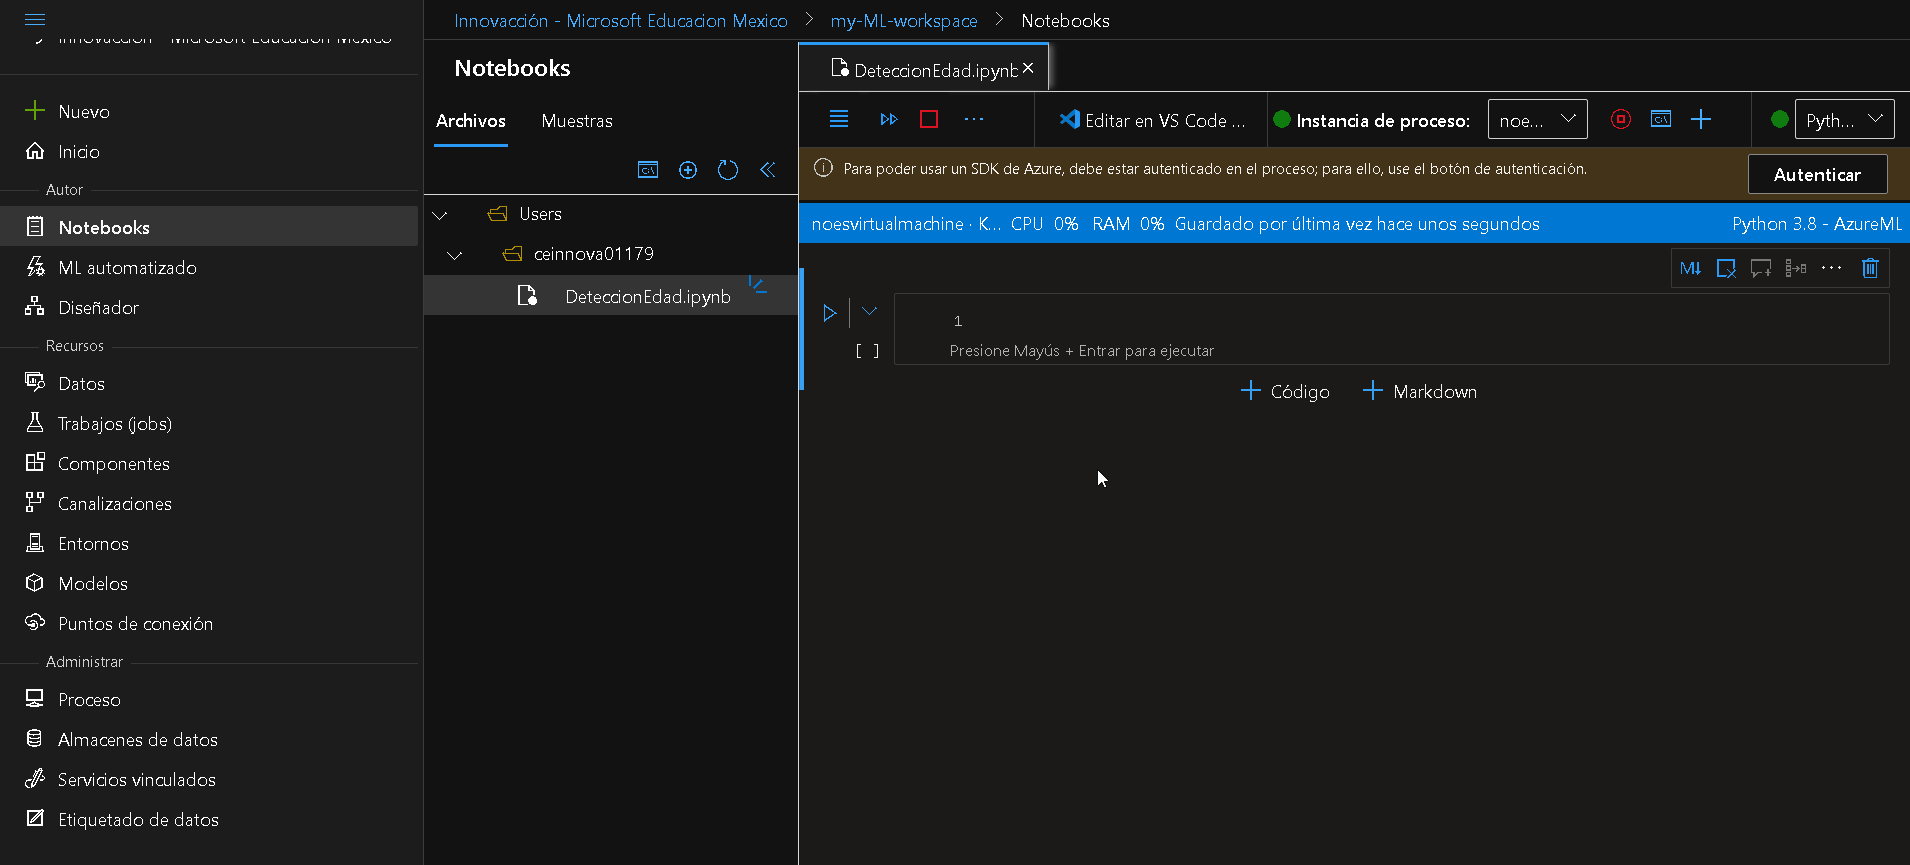 Innovacción - Microsoft Educacion Mexico
Nuevo
Inicio
Autor
Notebooks
ML automatizado
Diseñador
Recursos
Datos
Trabajos (jobs)
Componentes
Canalizaciones
Entornos
Modelos
Puntos de conexión
Administrar
Proceso
Almacenes de datos
Servicios vinculados
Etiquetado de datos
Innovacción - Microsoft Educacion Mexico > my-ML-workspace > Notebooks
Notebooks
Archivos Muestras
Users
ceinnova01179
DeteccionEdad.ipynb
DeteccionEdad.ipynb
Editar en VS Code ... Instancia de proceso: noe... Pyth...
Para poder usar un SDK de Azure, debe estar autenticado en el proceso; para ello, use el botón de autenticación. Autenticar
noesvirtualmachine · K... CPU 0% RAM 0% Guardado por última vez hace unos segundos Python 3.8 - AzureML
M↓
1
[ ] Presione Mayús + Entrar para ejecutar
+ Código + Markdown